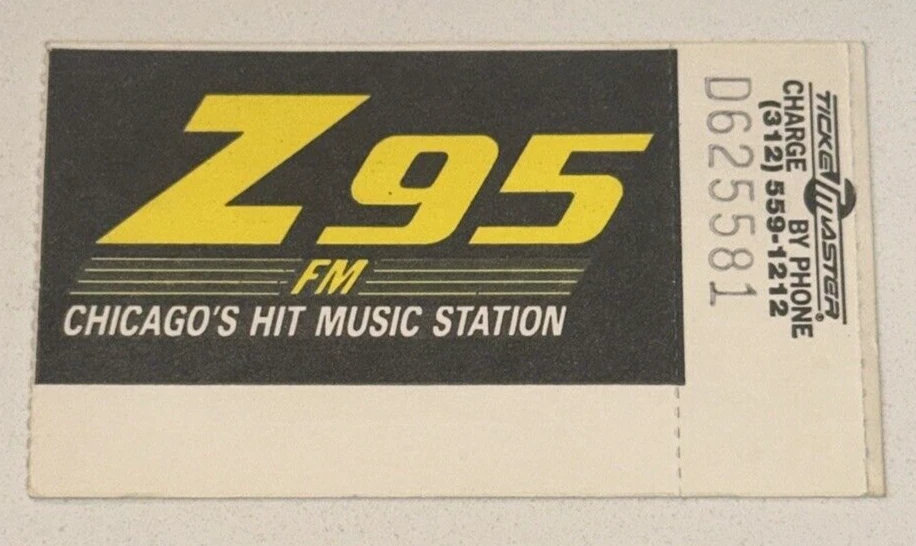 Z95
FM
CHICAGO'S HIT MUSIC STATION
TICKETMASTER®
CHARGE BY PHONE
(312) 559-1212
D625581